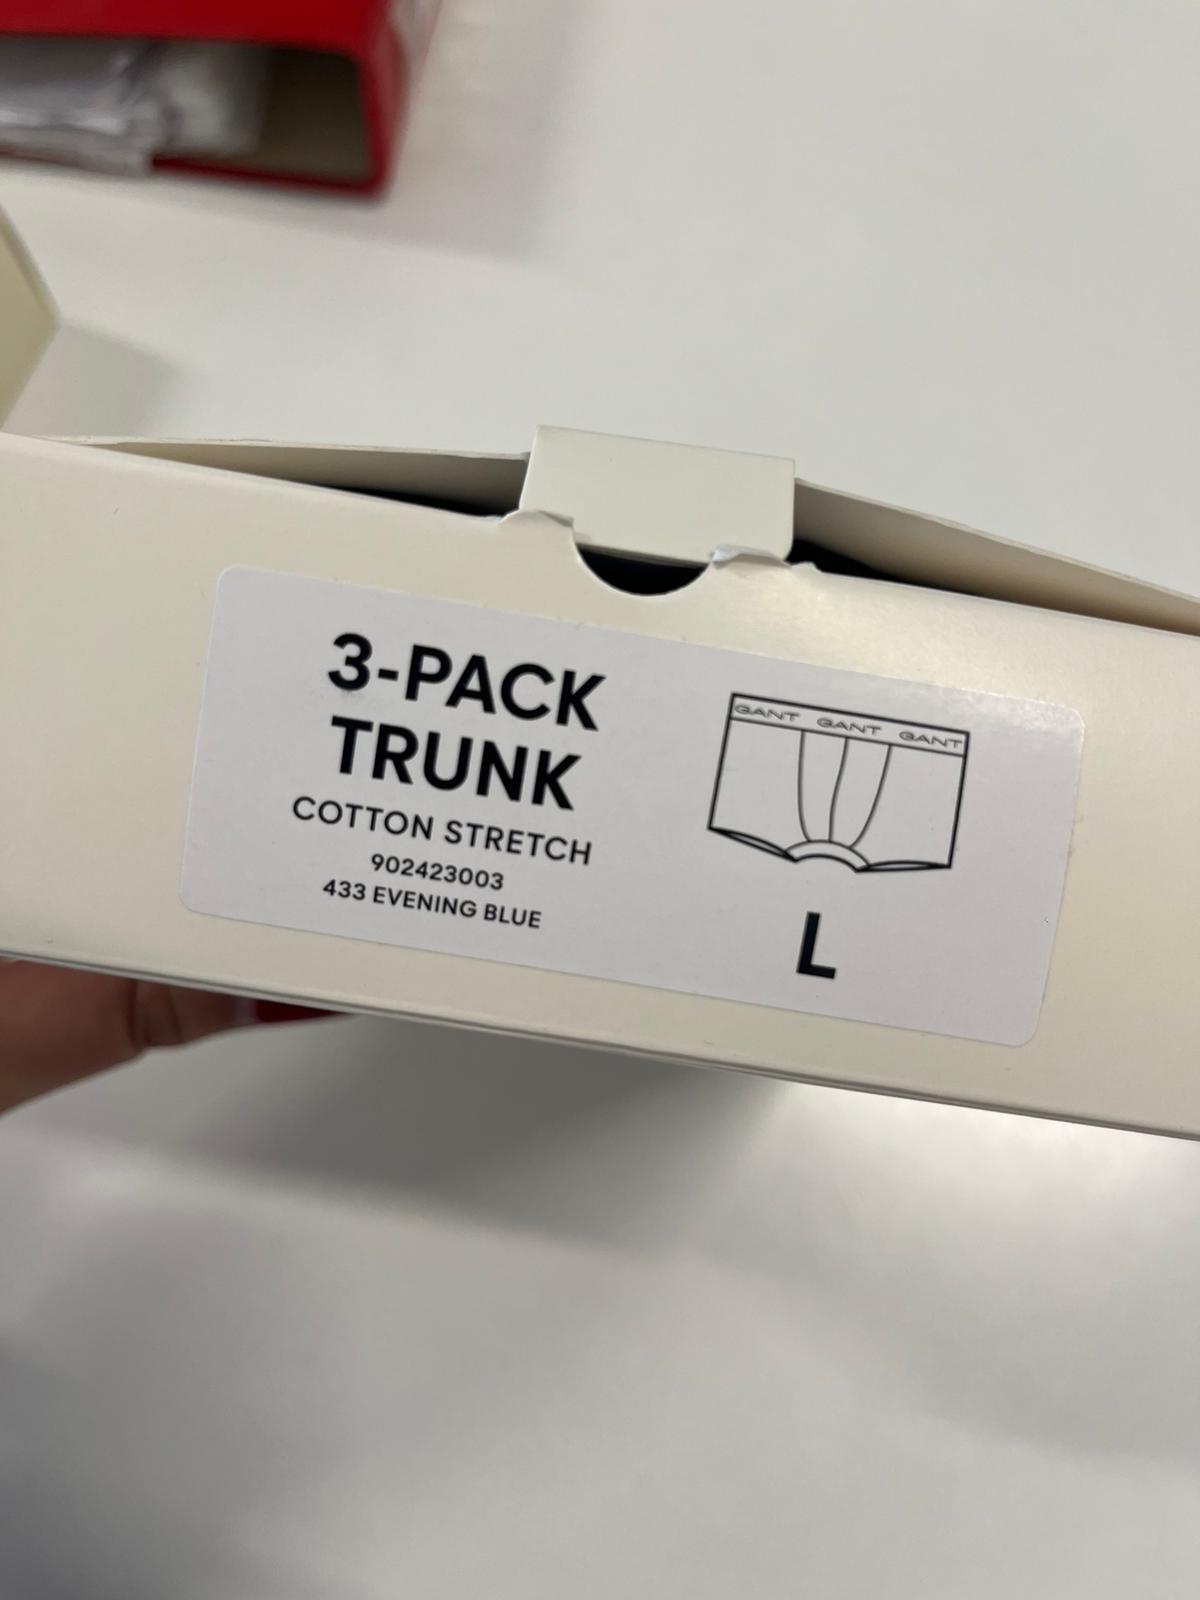 3-PACK
TRUNK
COTTON STRETCH
902423003
433 EVENING BLUE
GANT GANT GANT
L